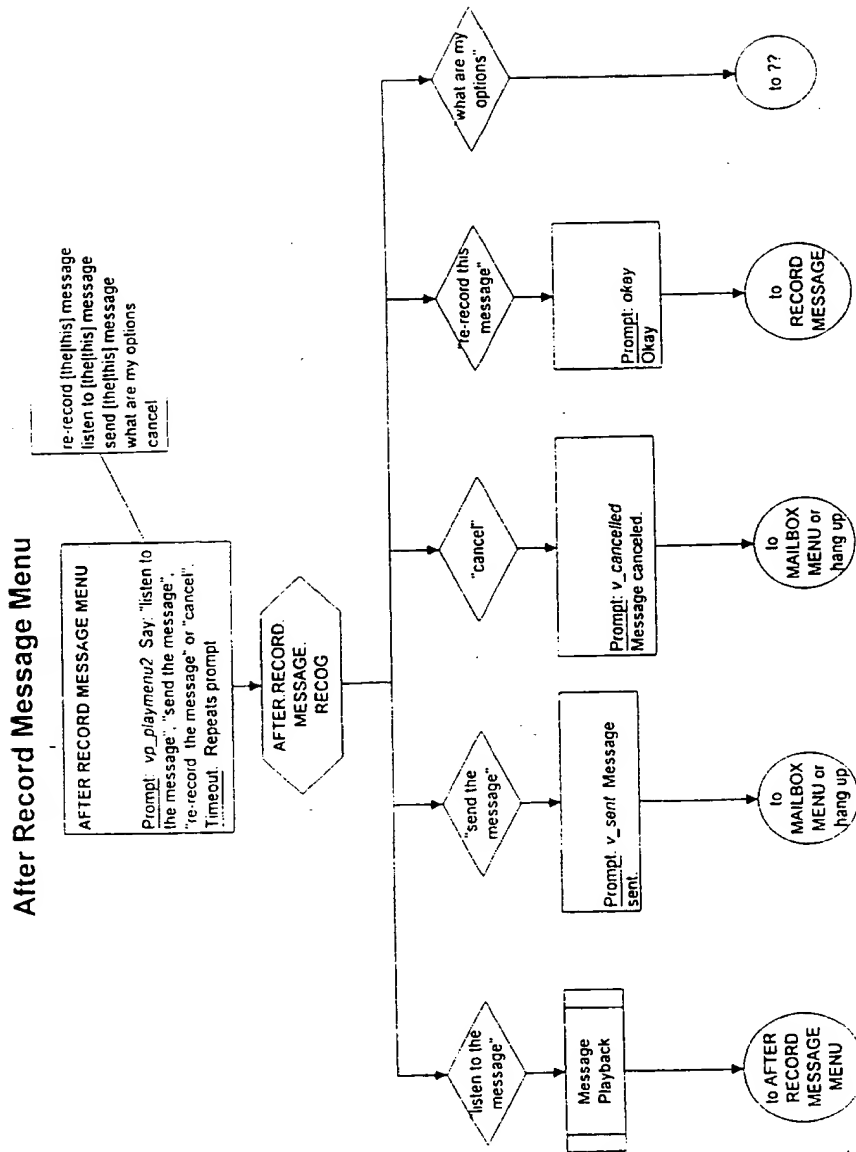 After Record Message Menu
AFTER RECORD MESSAGE MENU
Prompt: vp_playmenu2 Say: "listen to
the message", "send the message",
"re-record the message" or "cancel".
Timeout. Repeats prompt
re-record [the|this] message
listen to [the|this] message
send [the|this] message
what are my options
cancel
AFTER.RECORD.
MESSAGE.
RECOG
"listen to the
message"
"send the
message"
"cancel"
"re-record this
message"
"what are my
options"
Message
Playback
Prompt. v_sent Message
sent.
Prompt: v_cancelled
Message canceled.
Prompt: okay
Okay
to AFTER
RECORD
MESSAGE
MENU
to
MAILBOX
MENU or
hang up
to
MAILBOX
MENU or
hang up
to
RECORD
MESSAGE
to ??